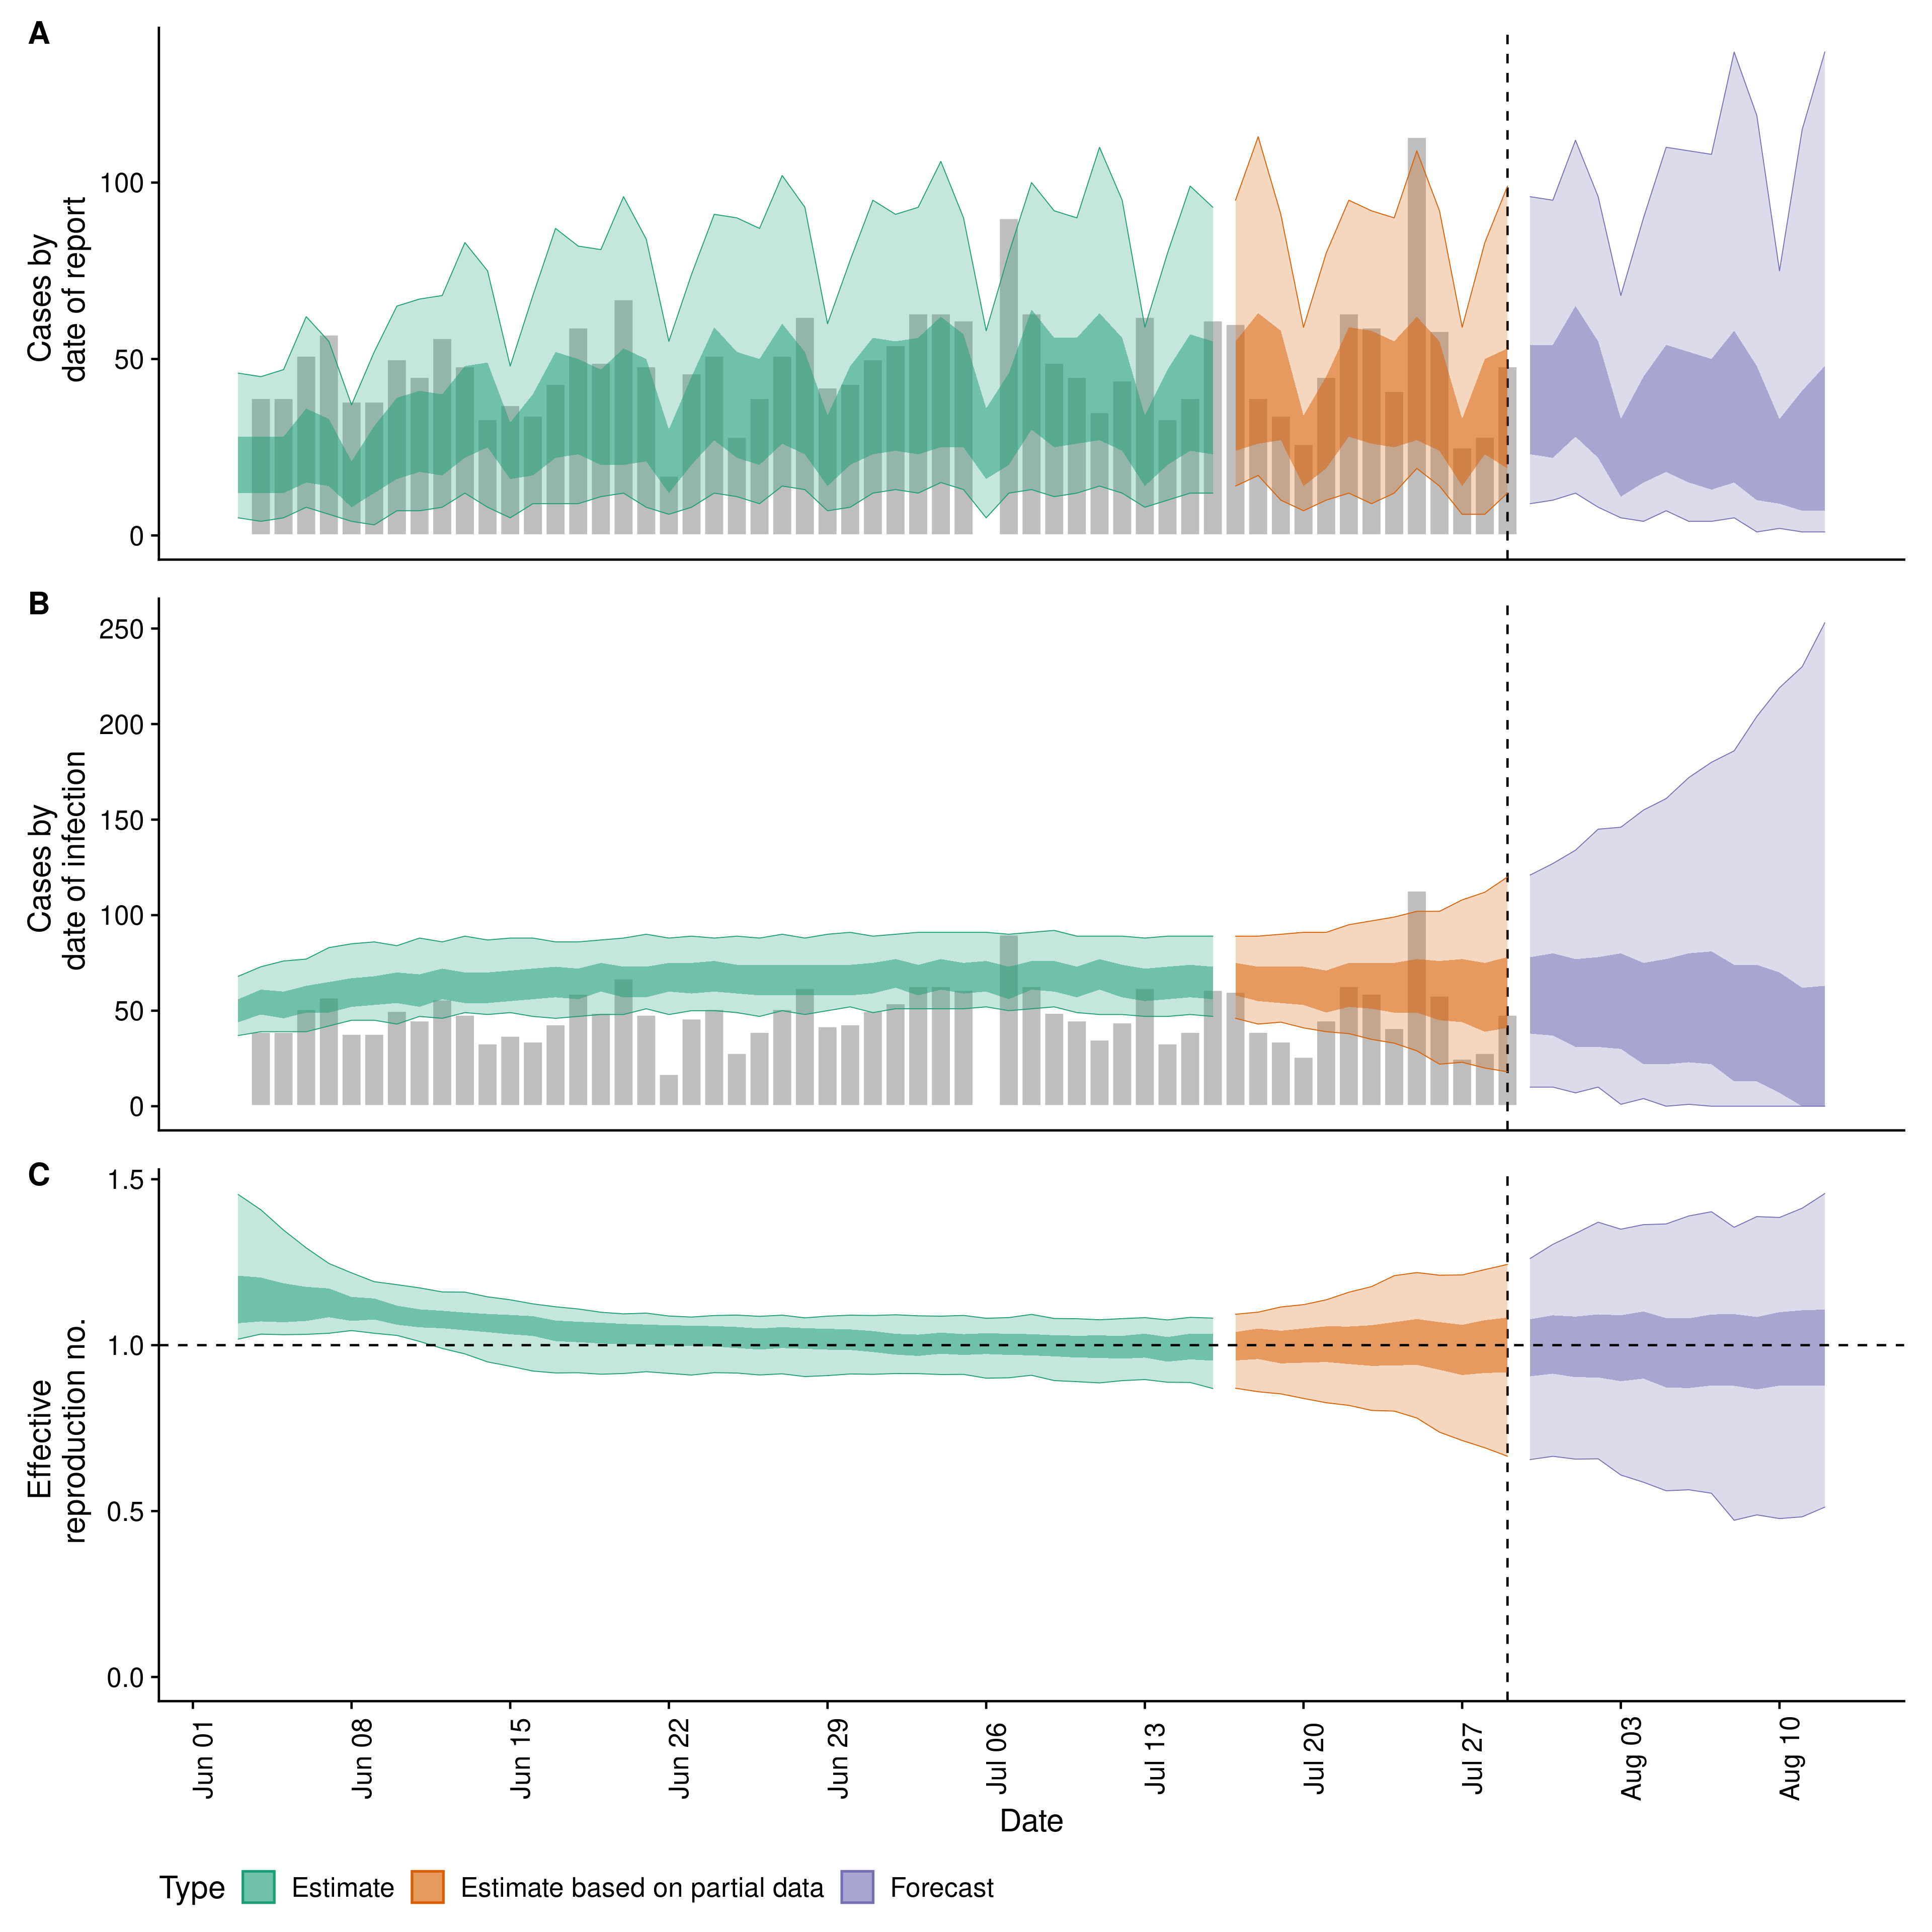 A
Cases by
date of report
100
50
0
B
Cases by
date of infection
250
200
150
100
50
0
C
Effective
reproduction no.
1.5
1.0
0.5
0.0
Jun 01
Jun 08
Jun 15
Jun 22
Jun 29
Jul 06
Jul 13
Jul 20
Jul 27
Aug 03
Aug 10
Date
Type Estimate Estimate based on partial data Forecast